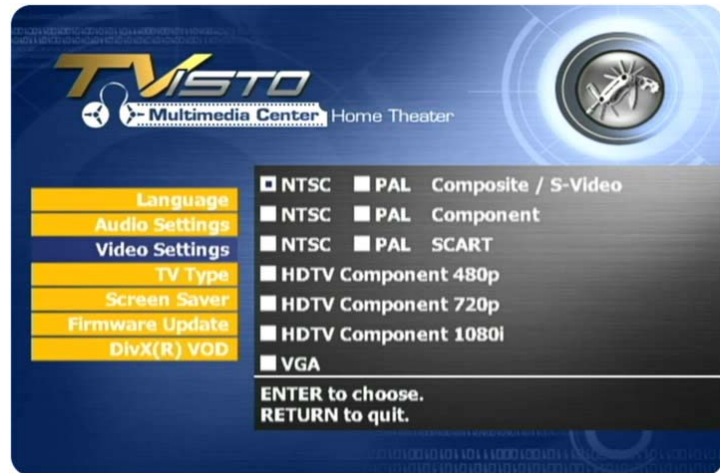 TVISTO
Multimedia Center Home Theater
Language
Audio Settings
Video Settings
TV Type
Screen Saver
Firmware Update
DivX(R) VOD
NTSC PAL Composite / S-Video
NTSC PAL Component
NTSC PAL SCART
HDTV Component 480p
HDTV Component 720p
HDTV Component 1080i
VGA
ENTER to choose.
RETURN to quit.